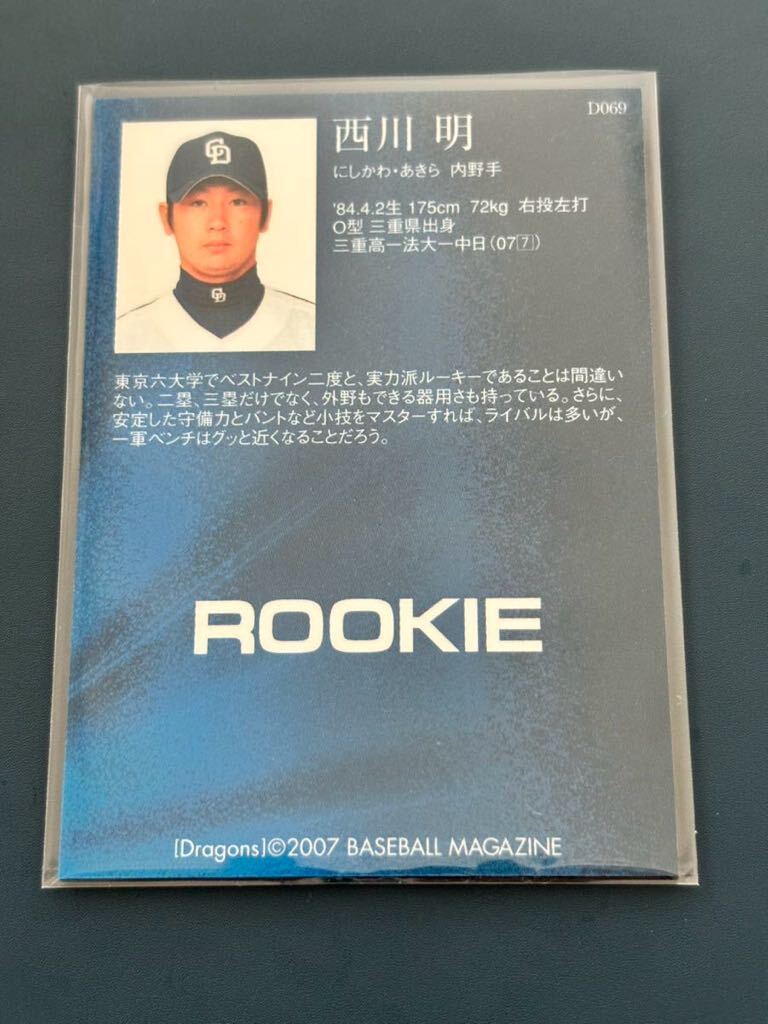 D069
西川 明
にしかわ・あきら 内野手
'84.4.2生 175cm 72kg 右投左打
O型 三重県出身
三重高ー法大ー中日(07[7])
東京六大学でベストナイン二度と、実力派ルーキーであることは間違い
ない。二塁、三塁だけでなく、外野もできる器用さも持っている。さらに、
安定した守備力とバントなど小技をマスターすれば、ライバルは多いが、
一軍ベンチはグッと近くなることだろう。
ROOKIE
[Dragons]©2007 BASEBALL MAGAZINE